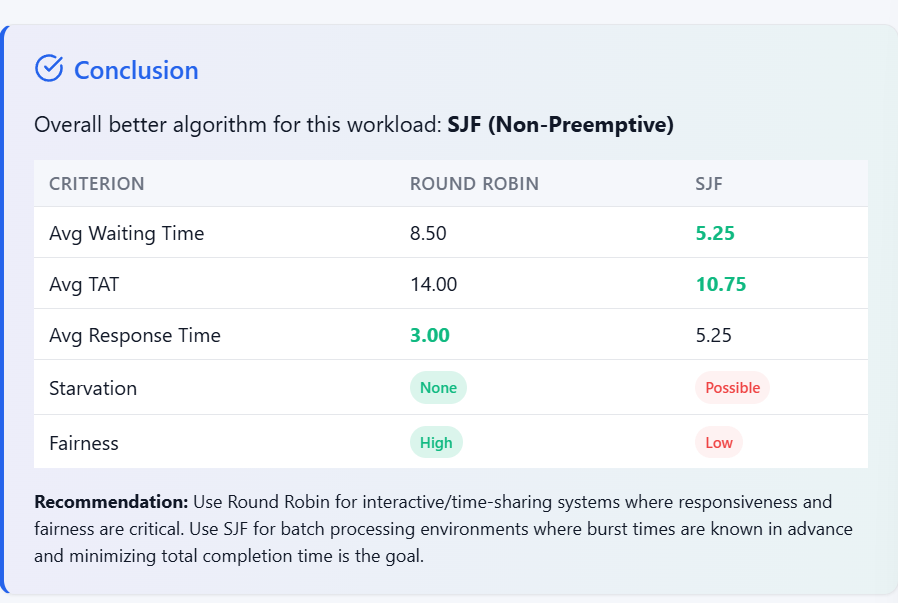 Conclusion
Overall better algorithm for this workload: SJF (Non-Preemptive)
CRITERION ROUND ROBIN SJF
Avg Waiting Time 8.50 5.25
Avg TAT 14.00 10.75
Avg Response Time 3.00 5.25
Starvation None Possible
Fairness High Low
Recommendation: Use Round Robin for interactive/time-sharing systems where responsiveness and
fairness are critical. Use SJF for batch processing environments where burst times are known in advance
and minimizing total completion time is the goal.